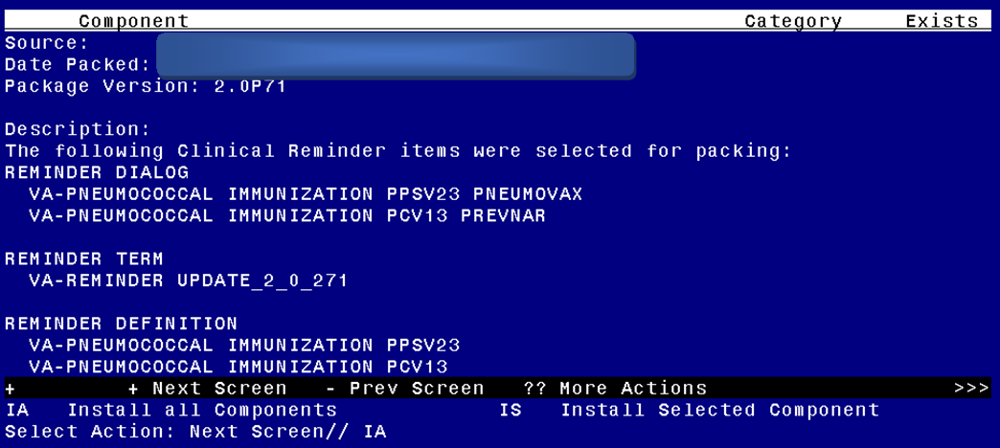 Component Category Exists
Source:
Date Packed:
Package Version: 2.0P71
Description:
The following Clinical Reminder items were selected for packing:
REMINDER DIALOG
VA-PNEUMOCOCCAL IMMUNIZATION PPSV23 PNEUMOVAX
VA-PNEUMOCOCCAL IMMUNIZATION PCV13 PREVNAR
REMINDER TERM
VA-REMINDER UPDATE_2_0_271
REMINDER DEFINITION
VA-PNEUMOCOCCAL IMMUNIZATION PPSV23
VA-PNEUMOCOCCAL IMMUNIZATION PCV13
+ + Next Screen - Prev Screen ?? More Actions >>>
IA Install all Components IS Install Selected Component
Select Action: Next Screen// IA